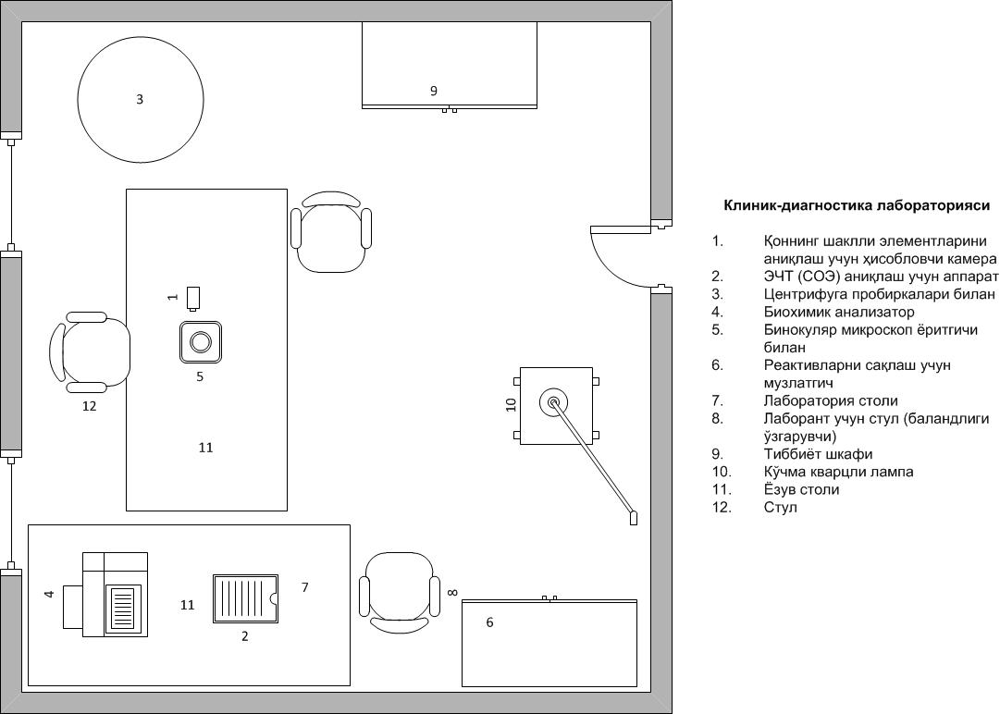 3
9
1
5
12
11
10
4
11
7
2
8
6
Клиник-диагностика лабораторияси
1. Қоннинг шаклли элементларини
аниқлаш учун ҳисобловчи камера
2. ЭЧТ (СОЭ) аниқлаш учун аппарат
3. Центрифуга пробиркалари билан
4. Биохимик анализатор
5. Бинокуляр микроскоп ёритгичи
билан
6. Реактивларни сақлаш учун
музлатгич
7. Лаборатория столи
8. Лаборант учун стул (баландлиги
ўзгарувчи)
9. Тиббиёт шкафи
10. Кўчма кварцли лампа
11. Ёзув столи
12. Стул